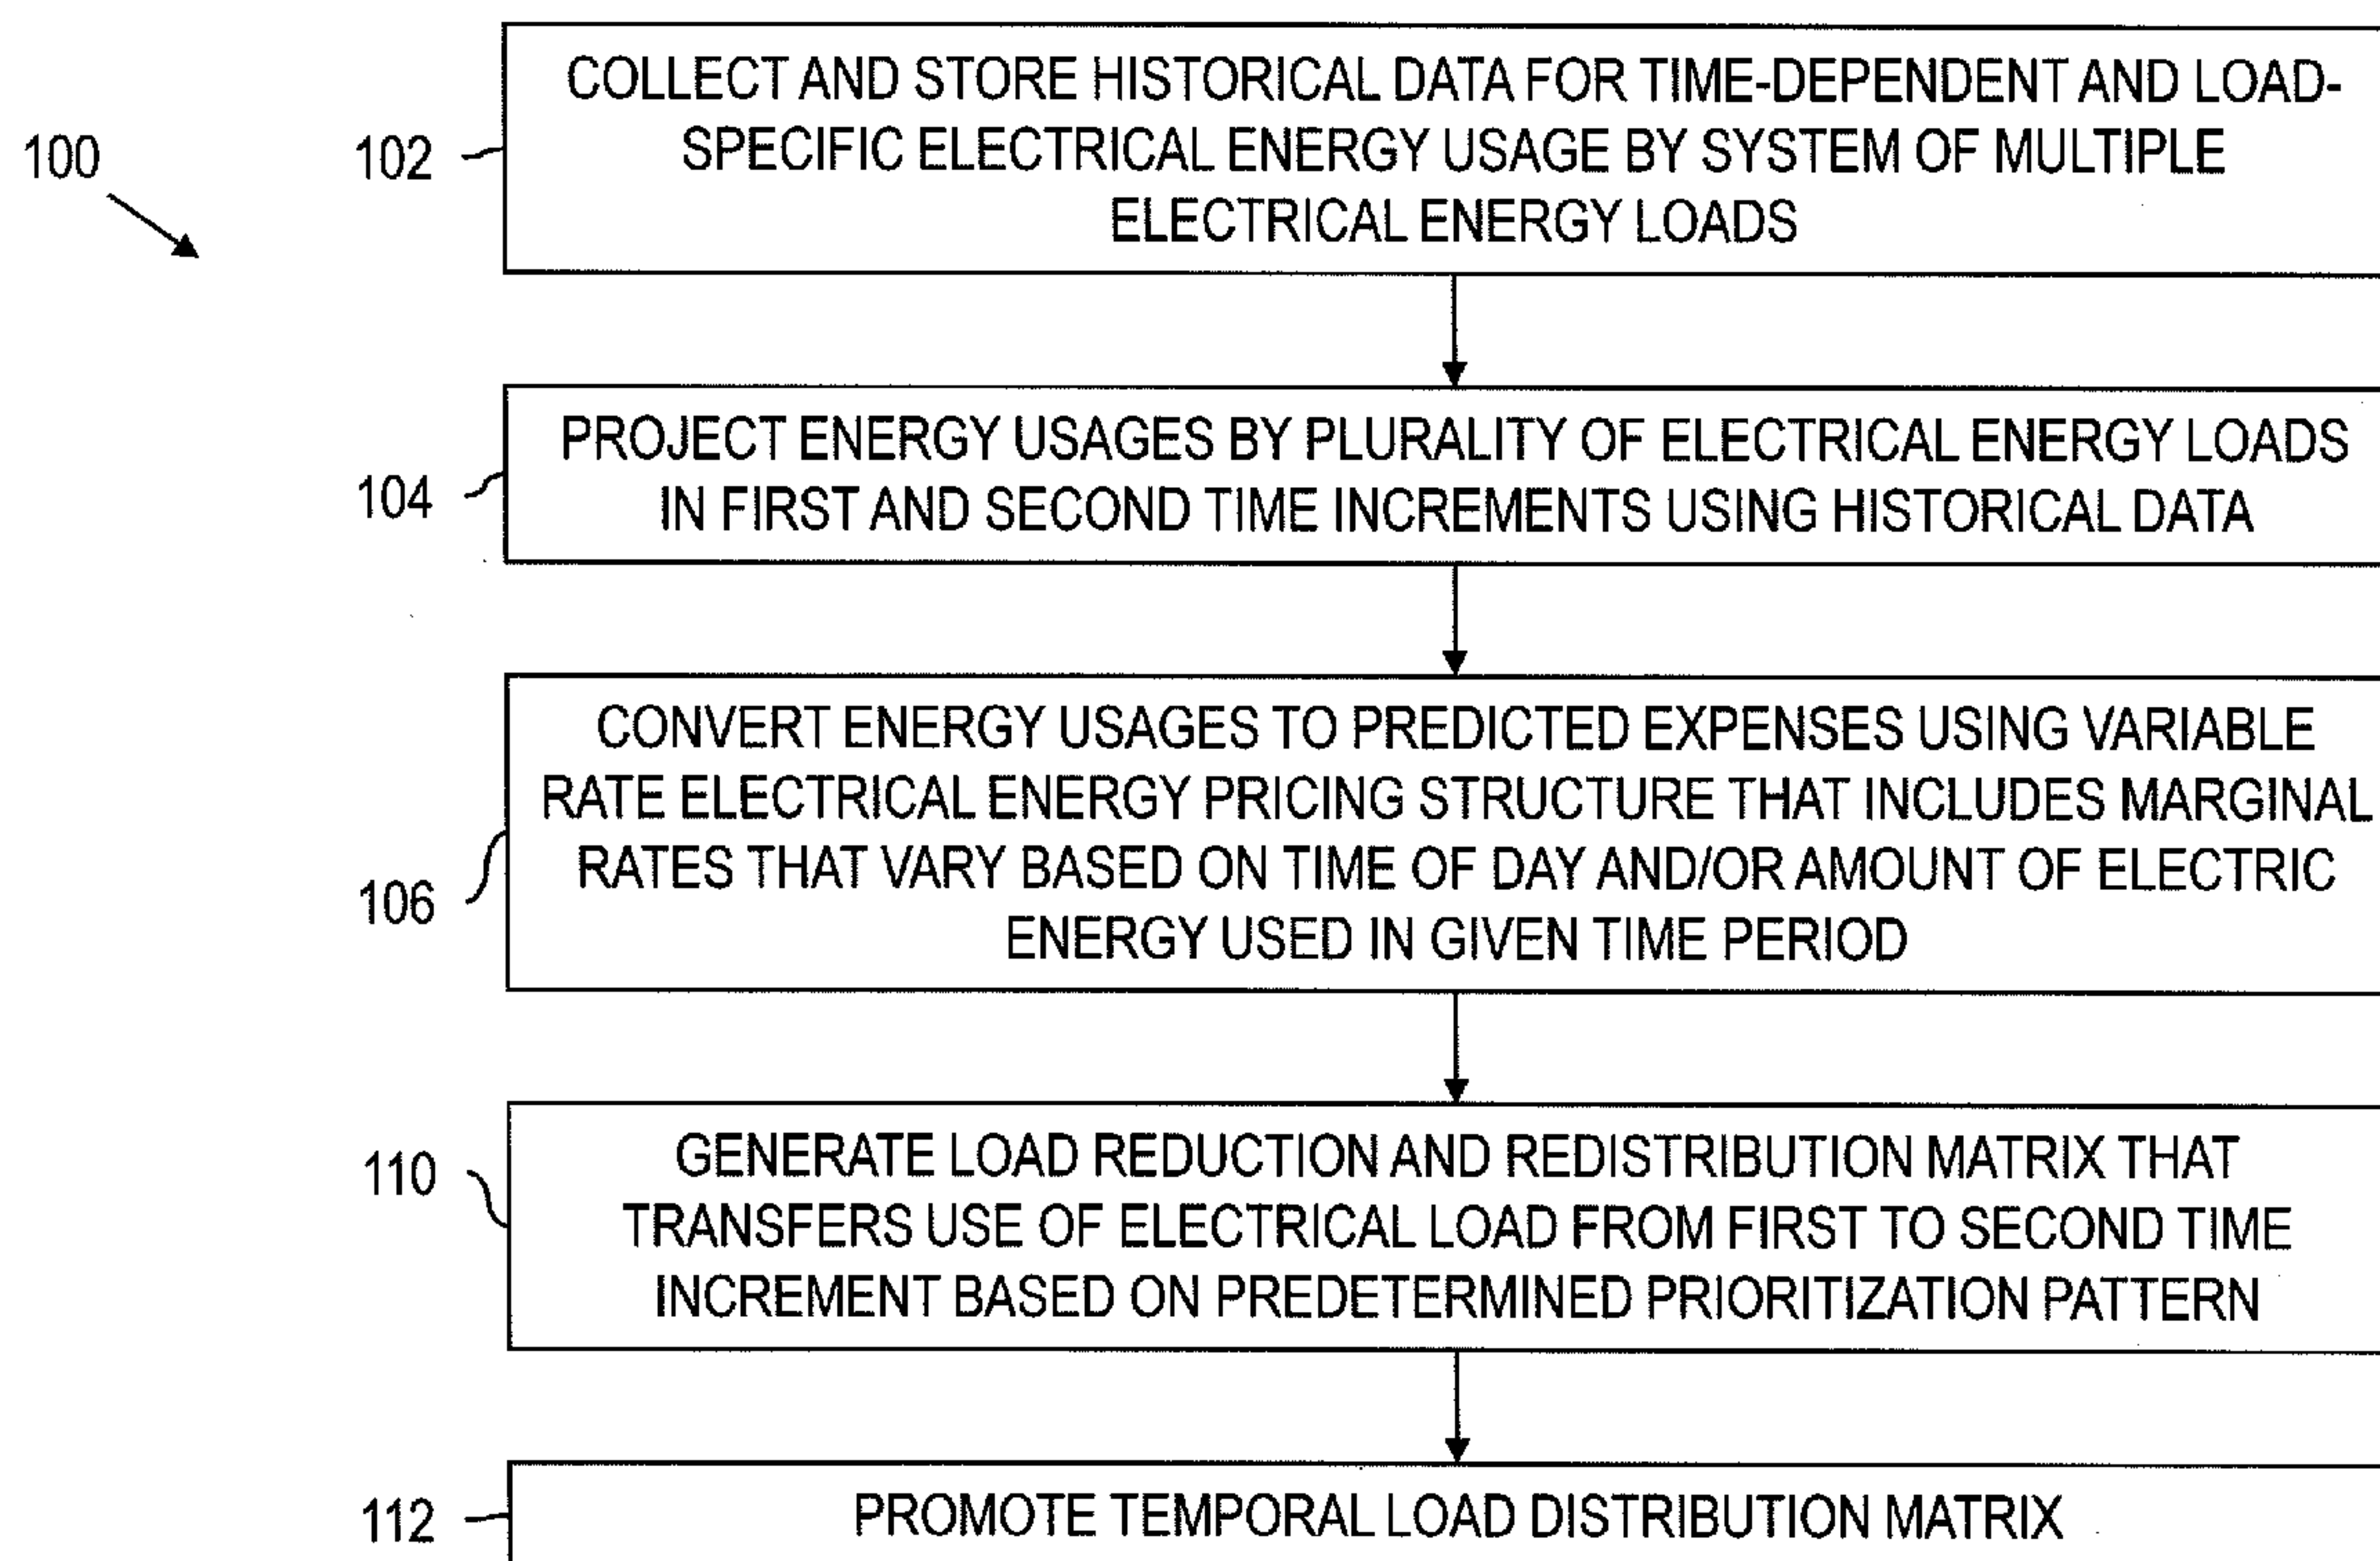 100
102
COLLECT AND STORE HISTORICAL DATA FOR TIME-DEPENDENT AND LOAD-
SPECIFIC ELECTRICAL ENERGY USAGE BY SYSTEM OF MULTIPLE
ELECTRICAL ENERGY LOADS
104
PROJECT ENERGY USAGES BY PLURALITY OF ELECTRICAL ENERGY LOADS
IN FIRST AND SECOND TIME INCREMENTS USING HISTORICAL DATA
106
CONVERT ENERGY USAGES TO PREDICTED EXPENSES USING VARIABLE
RATE ELECTRICAL ENERGY PRICING STRUCTURE THAT INCLUDES MARGINAL
RATES THAT VARY BASED ON TIME OF DAY AND/OR AMOUNT OF ELECTRIC
ENERGY USED IN GIVEN TIME PERIOD
110
GENERATE LOAD REDUCTION AND REDISTRIBUTION MATRIX THAT
TRANSFERS USE OF ELECTRICAL LOAD FROM FIRST TO SECOND TIME
INCREMENT BASED ON PREDETERMINED PRIORITIZATION PATTERN
112
PROMOTE TEMPORAL LOAD DISTRIBUTION MATRIX